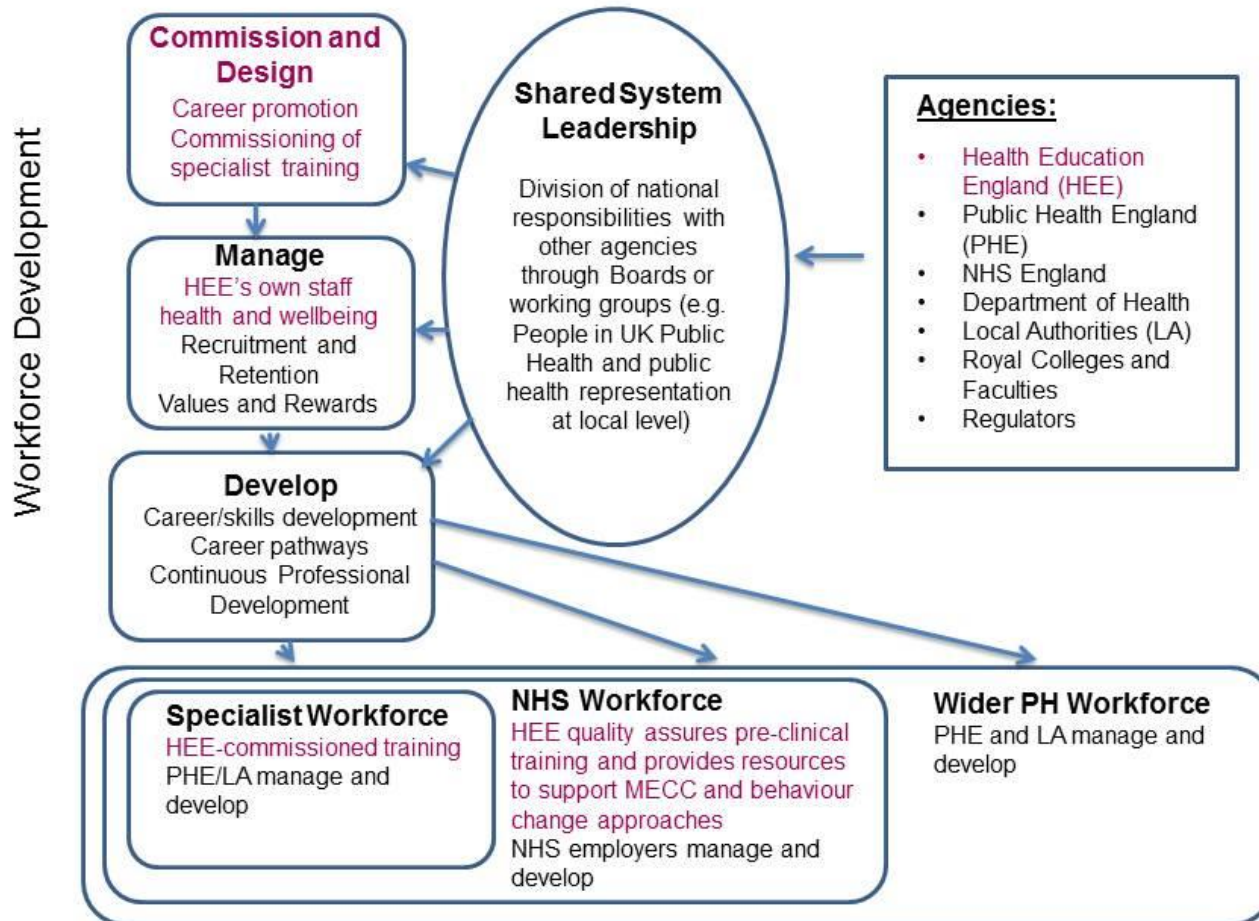 Workforce Development
Commission and
Design
Career promotion
Commissioning of
specialist training
Manage
HEE's own staff
health and wellbeing
Recruitment and
Retention
Values and Rewards
Develop
Career/skills development
Career pathways
Continuous Professional
Development
Shared System
Leadership
Division of national
responsibilities with
other agencies
through Boards or
working groups (e.g.
People in UK Public
Health and public
health representation
at local level)
Agencies:
• Health Education
England (HEE)
• Public Health England
(PHE)
• NHS England
• Department of Health
• Local Authorities (LA)
• Royal Colleges and
Faculties
• Regulators
Specialist Workforce
HEE-commissioned training
PHE/LA manage and
develop
NHS Workforce
HEE quality assures pre-clinical
training and provides resources
to support MECC and behaviour
change approaches
NHS employers manage and
develop
Wider PH Workforce
PHE and LA manage and
develop